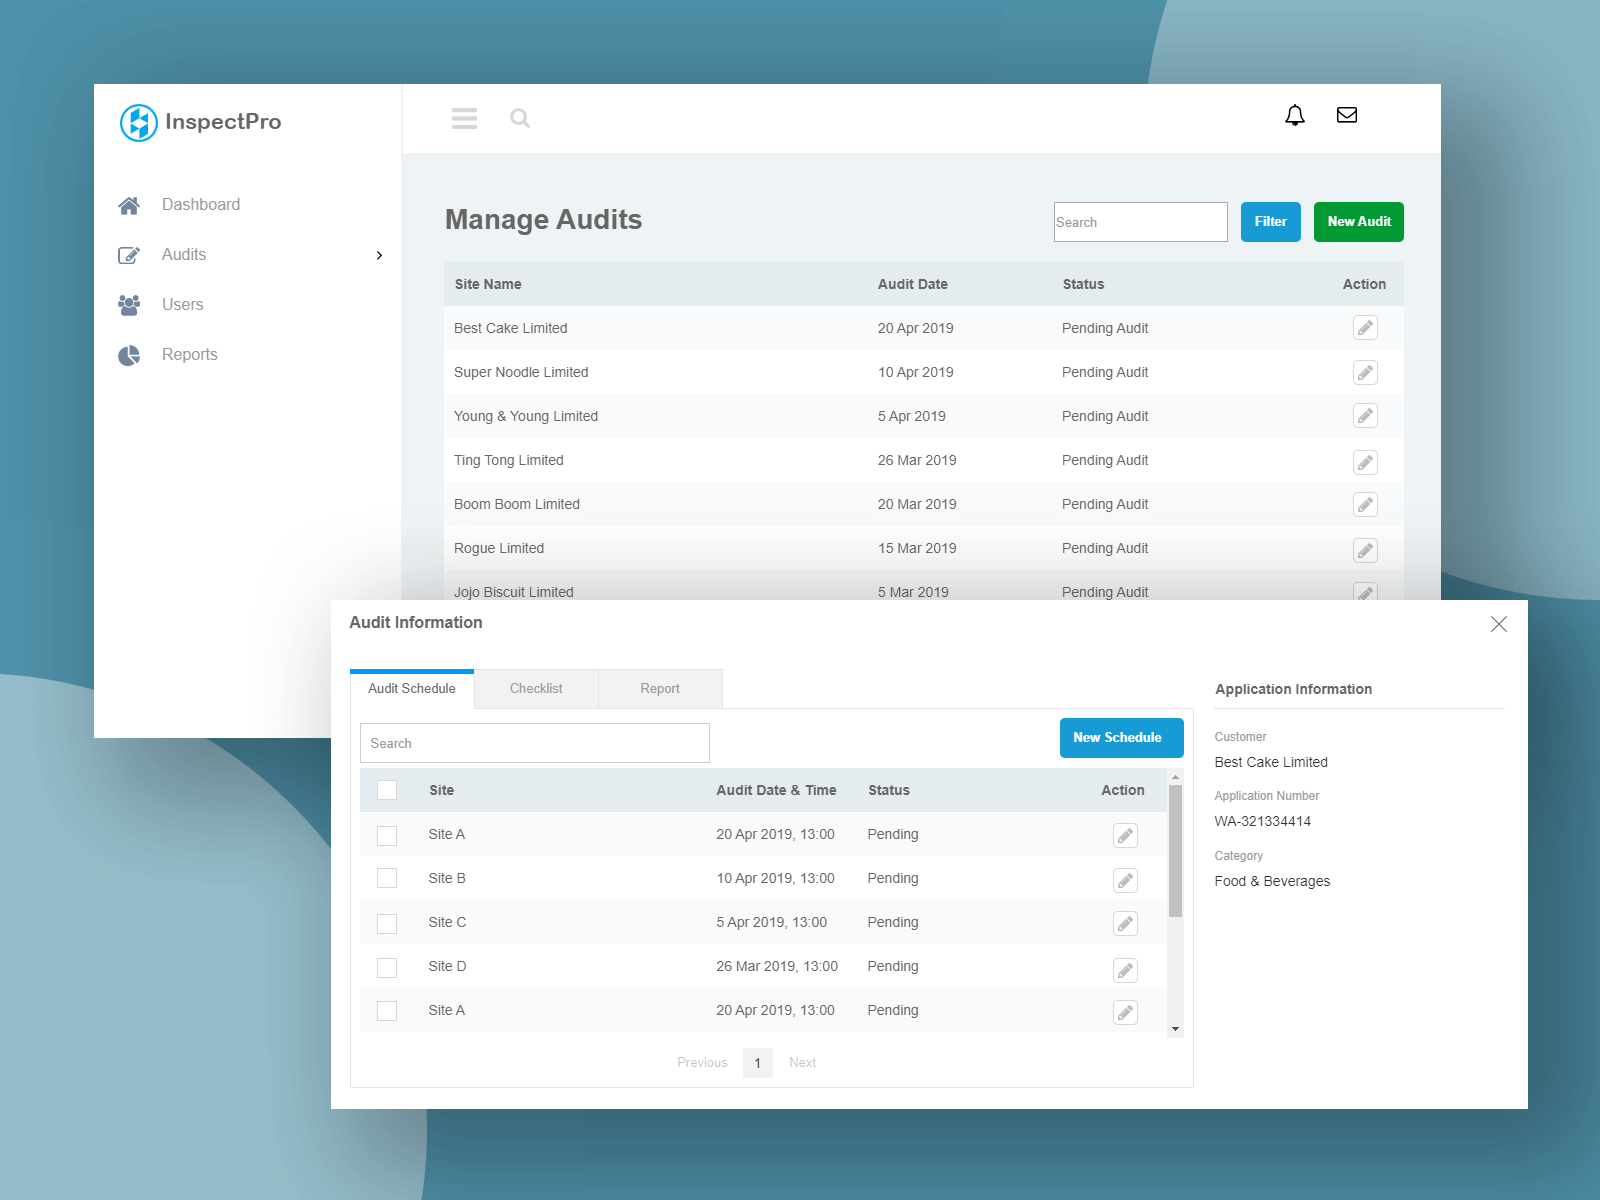 InspectPro
Dashboard
Audits
Users
Reports
Manage Audits
Search Filter New Audit
Site Name Audit Date Status Action
Best Cake Limited 20 Apr 2019 Pending Audit
Super Noodle Limited 10 Apr 2019 Pending Audit
Young & Young Limited 5 Apr 2019 Pending Audit
Ting Tong Limited 26 Mar 2019 Pending Audit
Boom Boom Limited 20 Mar 2019 Pending Audit
Rogue Limited 15 Mar 2019 Pending Audit
Jojo Biscuit Limited 5 Mar 2019 Pending Audit
Audit Information
Audit Schedule Checklist Report
Search New Schedule
Site Audit Date & Time Status Action
Site A 20 Apr 2019, 13:00 Pending
Site B 10 Apr 2019, 13:00 Pending
Site C 5 Apr 2019, 13:00 Pending
Site D 26 Mar 2019, 13:00 Pending
Site A 20 Apr 2019, 13:00 Pending
Previous 1 Next
Application Information
Customer
Best Cake Limited
Application Number
WA-321334414
Category
Food & Beverages